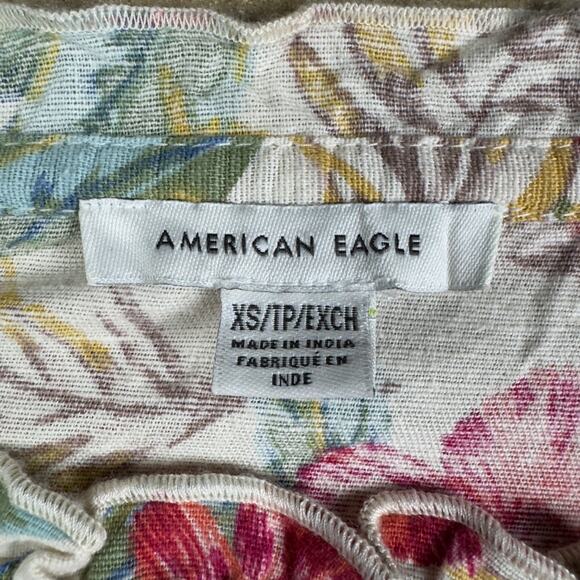 AMERICAN EAGLE
XS/TP/EXCH
MADE IN INDIA
FABRIQUÉ EN
INDE